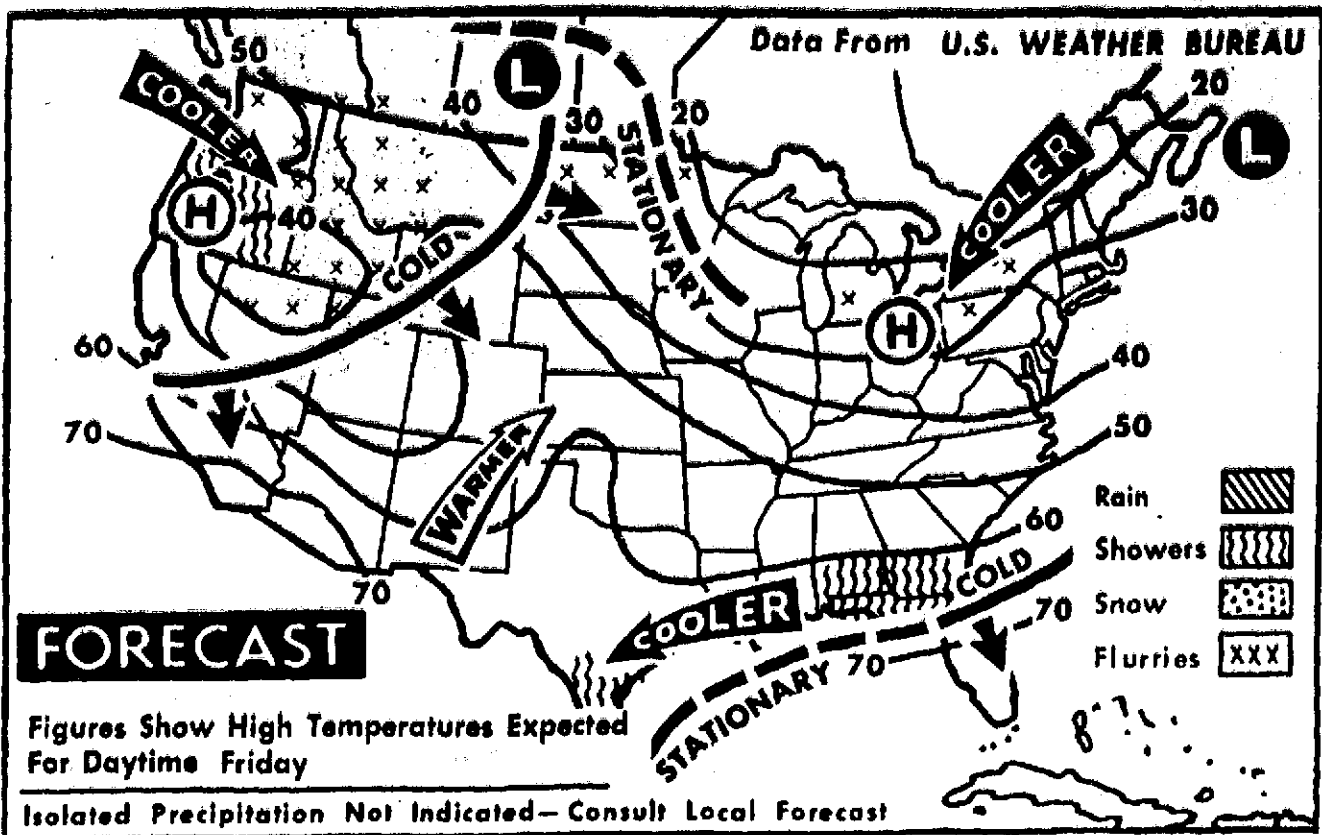 Data From U.S. WEATHER BUREAU
50
COOLER
L
40
30
STATIONARY
20
20
COOLER
L
H
40
30
COLD
H
60
40
70
50
WARMER
Rain
60
Showers
COLD
70
COOLER
Snow
70
70
Flurries XXX
STATIONARY
FORECAST
Figures Show High Temperatures Expected
For Daytime Friday
Isolated Precipitation Not Indicated—Consult Local Forecast